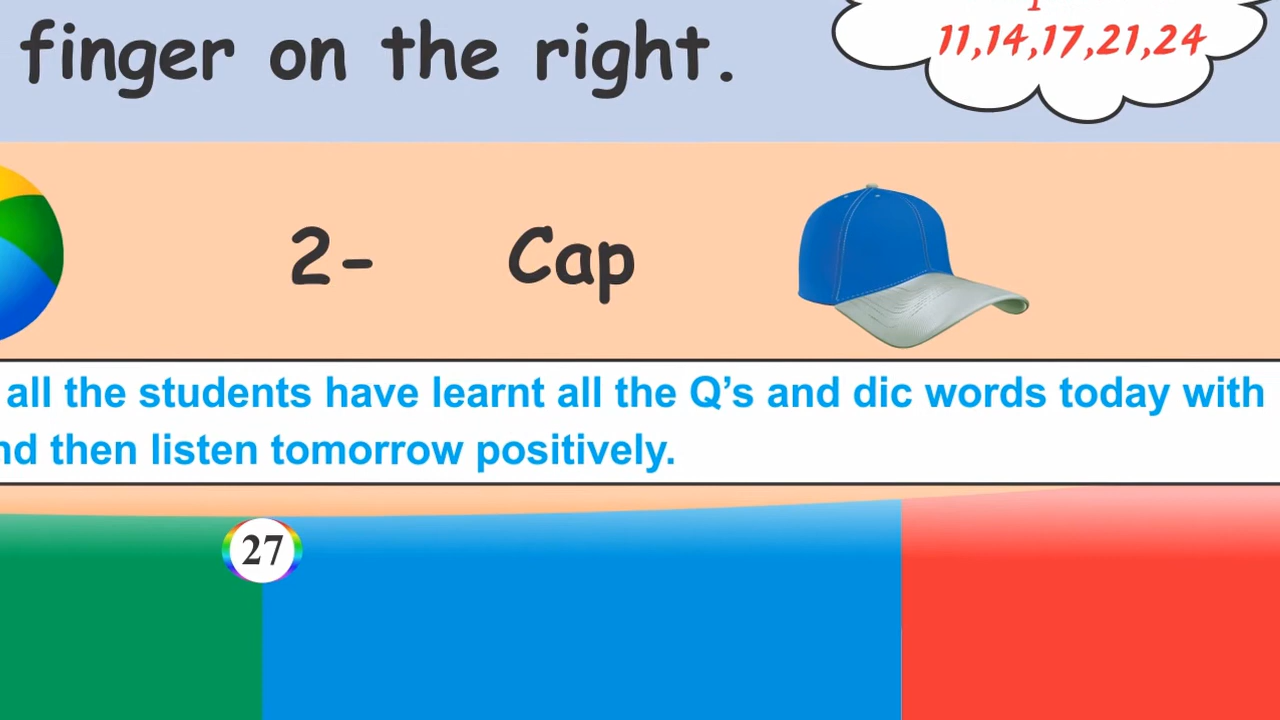 finger on the right.
11,14,17,21,24
2- Cap
all the students have learnt all the Q's and dic words today with
then listen tomorrow positively.
27